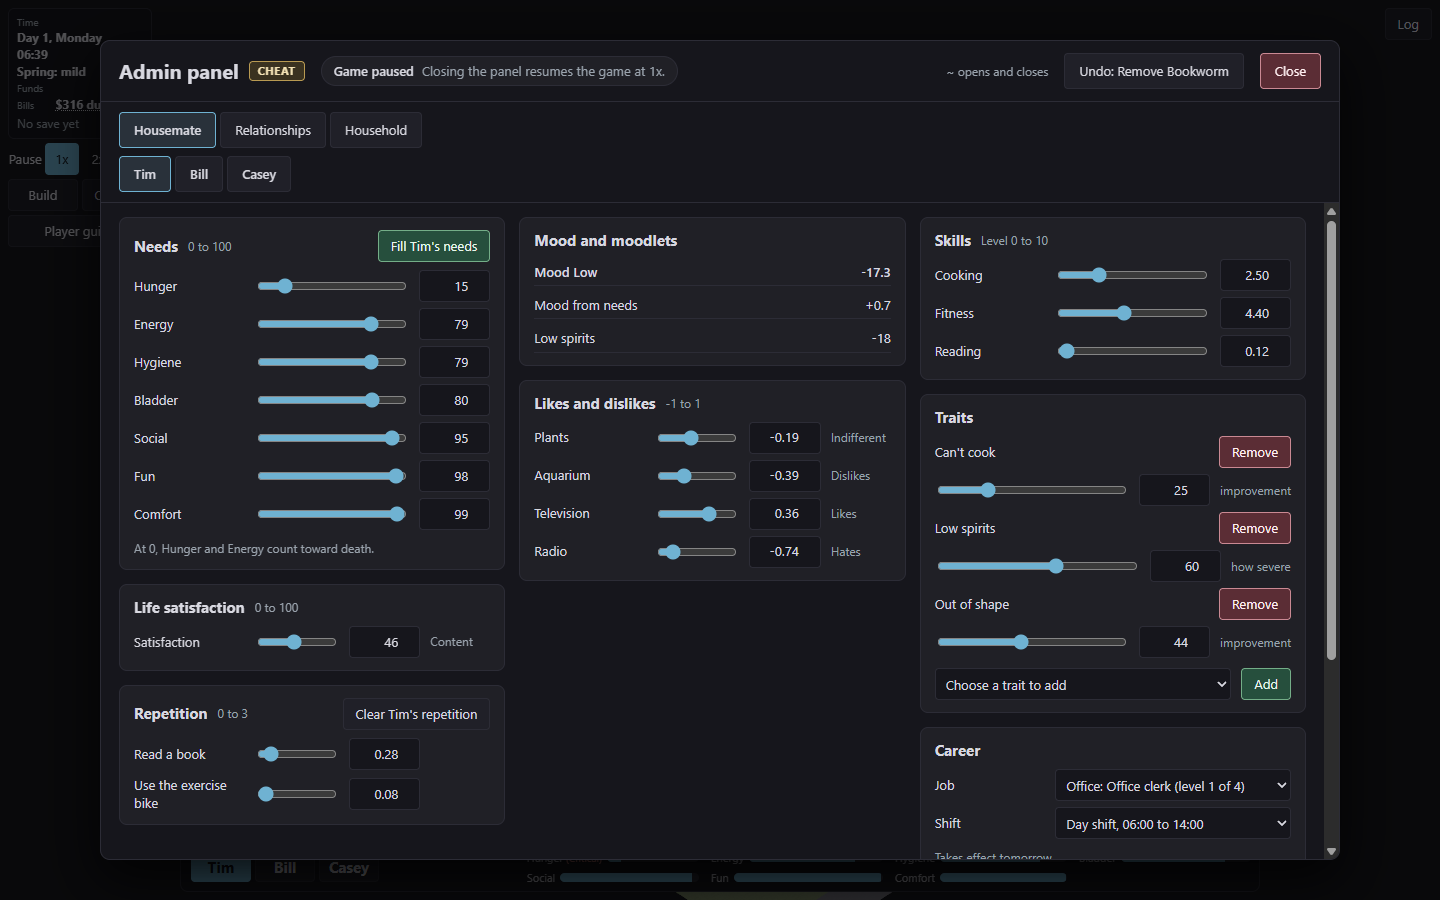 Time
Day 1, Monday
06:39
Spring: mild
Funds
Bills $316 du
No save yet
Pause 1x 2
Build
Player gui
Log
Admin panel CHEAT Game paused Closing the panel resumes the game at 1x. ~ opens and closes Undo: Remove Bookworm Close
Housemate Relationships Household
Tim Bill Casey
Needs 0 to 100 Fill Tim's needs
Hunger 15
Energy 79
Hygiene 79
Bladder 80
Social 95
Fun 98
Comfort 99
At 0, Hunger and Energy count toward death.
Life satisfaction 0 to 100
Satisfaction 46 Content
Repetition 0 to 3 Clear Tim's repetition
Read a book 0.28
Use the exercise
bike 0.08
Mood and moodlets
Mood Low -17.3
Mood from needs +0.7
Low spirits -18
Likes and dislikes -1 to 1
Plants -0.19 Indifferent
Aquarium -0.39 Dislikes
Television 0.36 Likes
Radio -0.74 Hates
Skills Level 0 to 10
Cooking 2.50
Fitness 4.40
Reading 0.12
Traits
Can't cook Remove
25 improvement
Low spirits Remove
60 how severe
Out of shape Remove
44 improvement
Choose a trait to add Add
Career
Job Office: Office clerk (level 1 of 4)
Shift Day shift, 06:00 to 14:00
Takes effect tomorrow
Tim Bill Casey
Social Fun Comfort